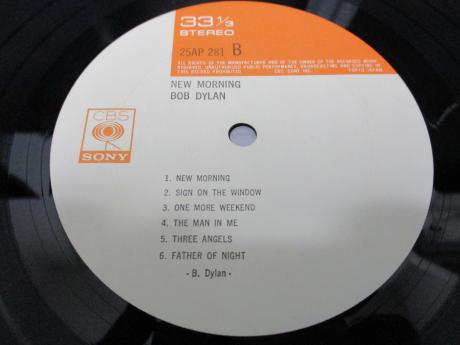 33 1/3
STEREO
25AP 281 B
ALL RIGHTS OF THE MANUFACTURER AND OF THE OWNER OF THE RECORDED WORK
RESERVED. UNAUTHORIZED PUBLIC PERFORMANCE, BROADCASTING AND COPYING OF
THIS RECORD PROHIBITED CBS/SONY INC. TOKYO JAPAN
NEW MORNING
BOB DYLAN
CBS
SONY
1. NEW MORNING
2. SIGN ON THE WINDOW
3. ONE MORE WEEKEND
4. THE MAN IN ME
5. THREE ANGELS
6. FATHER OF NIGHT
- B. Dylan -